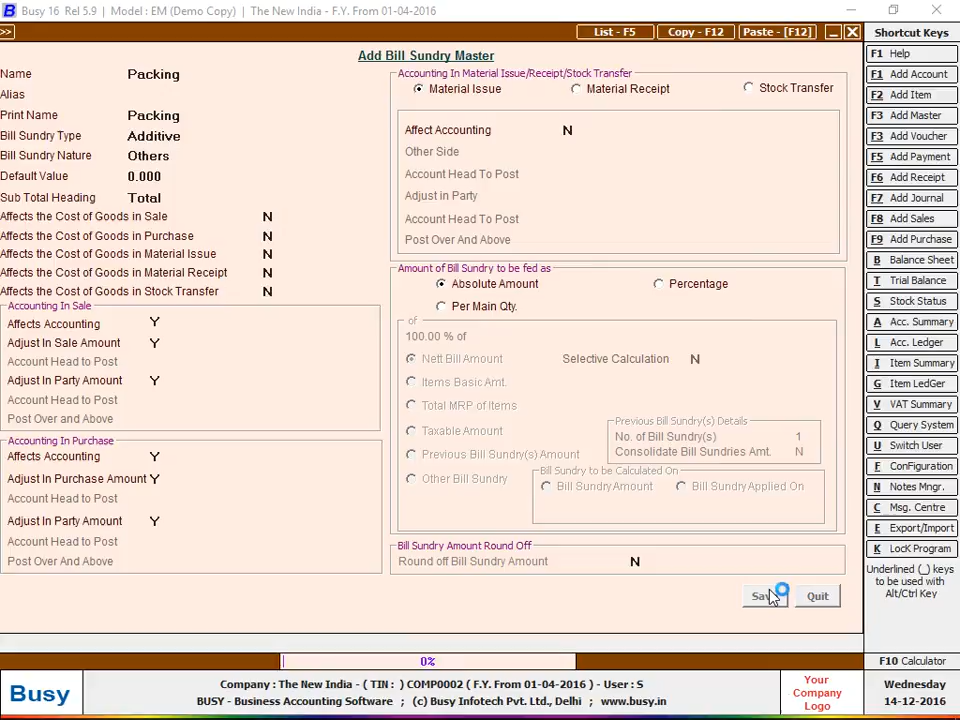 Busy 16 Rel 5.9 | Model : EM (Demo Copy) | The New India - F.Y. From 01-04-2016
>>
List - F5
Copy - F12
Paste - [F12]
Add Bill Sundry Master
Name Packing
Alias
Print Name Packing
Bill Sundry Type Additive
Bill Sundry Nature Others
Default Value 0.000
Sub Total Heading Total
Affects the Cost of Goods in Sale N
Affects the Cost of Goods in Purchase N
Affects the Cost of Goods in Material Issue N
Affects the Cost of Goods in Material Receipt N
Affects the Cost of Goods in Stock Transfer N
Accounting In Sale
Affects Accounting Y
Adjust In Sale Amount Y
Account Head to Post
Adjust In Party Amount Y
Account Head to Post
Post Over and Above
Accounting In Purchase
Affects Accounting Y
Adjust In Purchase Amount Y
Account Head to Post
Adjust In Party Amount Y
Account Head to Post
Post Over and Above
Accounting In Material Issue/Receipt/Stock Transfer
Material Issue Material Receipt Stock Transfer
Affect Accounting N
Other Side
Account Head To Post
Adjust in Party
Account Head To Post
Post Over And Above
Amount of Bill Sundry to be fed as
Absolute Amount Percentage
Per Main Qty.
of
100.00 % of
Nett Bill Amount Selective Calculation N
Items Basic Amt.
Total MRP of Items
Taxable Amount
Previous Bill Sundry(s) Amount
Other Bill Sundry
Previous Bill Sundry(s) Details
No. of Bill Sundry(s) 1
Consolidate Bill Sundries Amt. N
Bill Sundry to be Calculated On
Bill Sundry Amount Bill Sundry Applied On
Bill Sundry Amount Round Off
Round off Bill Sundry Amount N
Quit
Shortcut Keys
F1 Help
F1 Add Account
F2 Add Item
F3 Add Master
F3 Add Voucher
F5 Add Payment
F6 Add Receipt
F7 Add Journal
F8 Add Sales
F9 Add Purchase
B Balance Sheet
T Trial Balance
S Stock Status
A Acc. Summary
L Acc. Ledger
I Item Summary
G Item LedGer
V VAT Summary
Q Query System
U Switch User
F ConFiguration
N Notes Mngr.
C Msg. Centre
E Export/Import
K LocK Program
Underlined (_) keys
to be used with
Alt/Ctrl Key
0%
F10 Calculator
Busy
Company : The New India - ( TIN : ) COMP0002 ( F.Y. From 01-04-2016 ) - User : S
BUSY - Business Accounting Software ; (c) Busy Infotech Pvt. Ltd., Delhi ; www.busy.in
Your
Company
Logo
Wednesday
14-12-2016